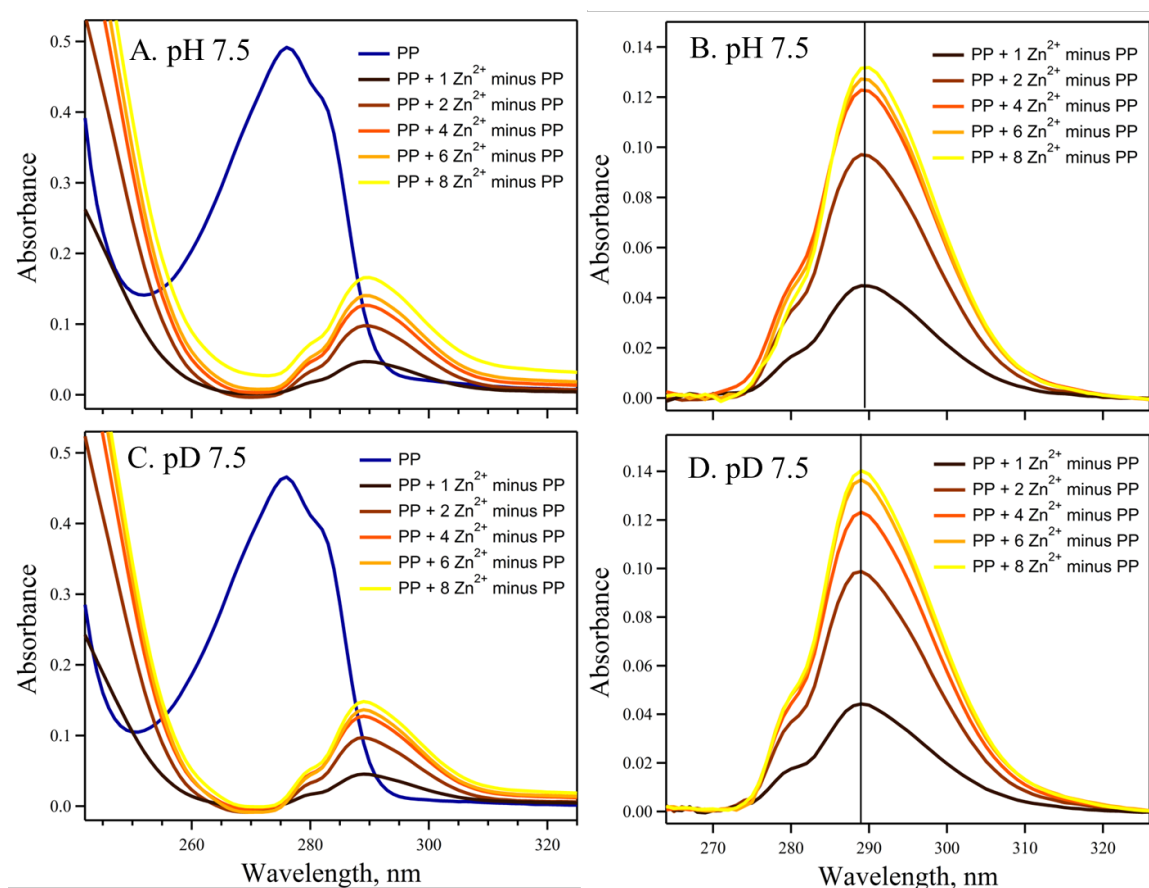 A. pH 7.5
PP
PP + 1 Zn²⁺ minus PP
PP + 2 Zn²⁺ minus PP
PP + 4 Zn²⁺ minus PP
PP + 6 Zn²⁺ minus PP
PP + 8 Zn²⁺ minus PP
Absorbance
0.5
0.4
0.3
0.2
0.1
0.0
B. pH 7.5
PP + 1 Zn²⁺ minus PP
PP + 2 Zn²⁺ minus PP
PP + 4 Zn²⁺ minus PP
PP + 6 Zn²⁺ minus PP
PP + 8 Zn²⁺ minus PP
Absorbance
0.14
0.12
0.10
0.08
0.06
0.04
0.02
0.00
270
280
290
300
310
320
C. pD 7.5
PP
PP + 1 Zn²⁺ minus PP
PP + 2 Zn²⁺ minus PP
PP + 4 Zn²⁺ minus PP
PP + 6 Zn²⁺ minus PP
PP + 8 Zn²⁺ minus PP
Absorbance
0.5
0.4
0.3
0.2
0.1
0.0
260
280
300
320
Wavelength, nm
D. pD 7.5
PP + 1 Zn²⁺ minus PP
PP + 2 Zn²⁺ minus PP
PP + 4 Zn²⁺ minus PP
PP + 6 Zn²⁺ minus PP
PP + 8 Zn²⁺ minus PP
Absorbance
0.14
0.12
0.10
0.08
0.06
0.04
0.02
0.00
270
280
290
300
310
320
Wavelength, nm